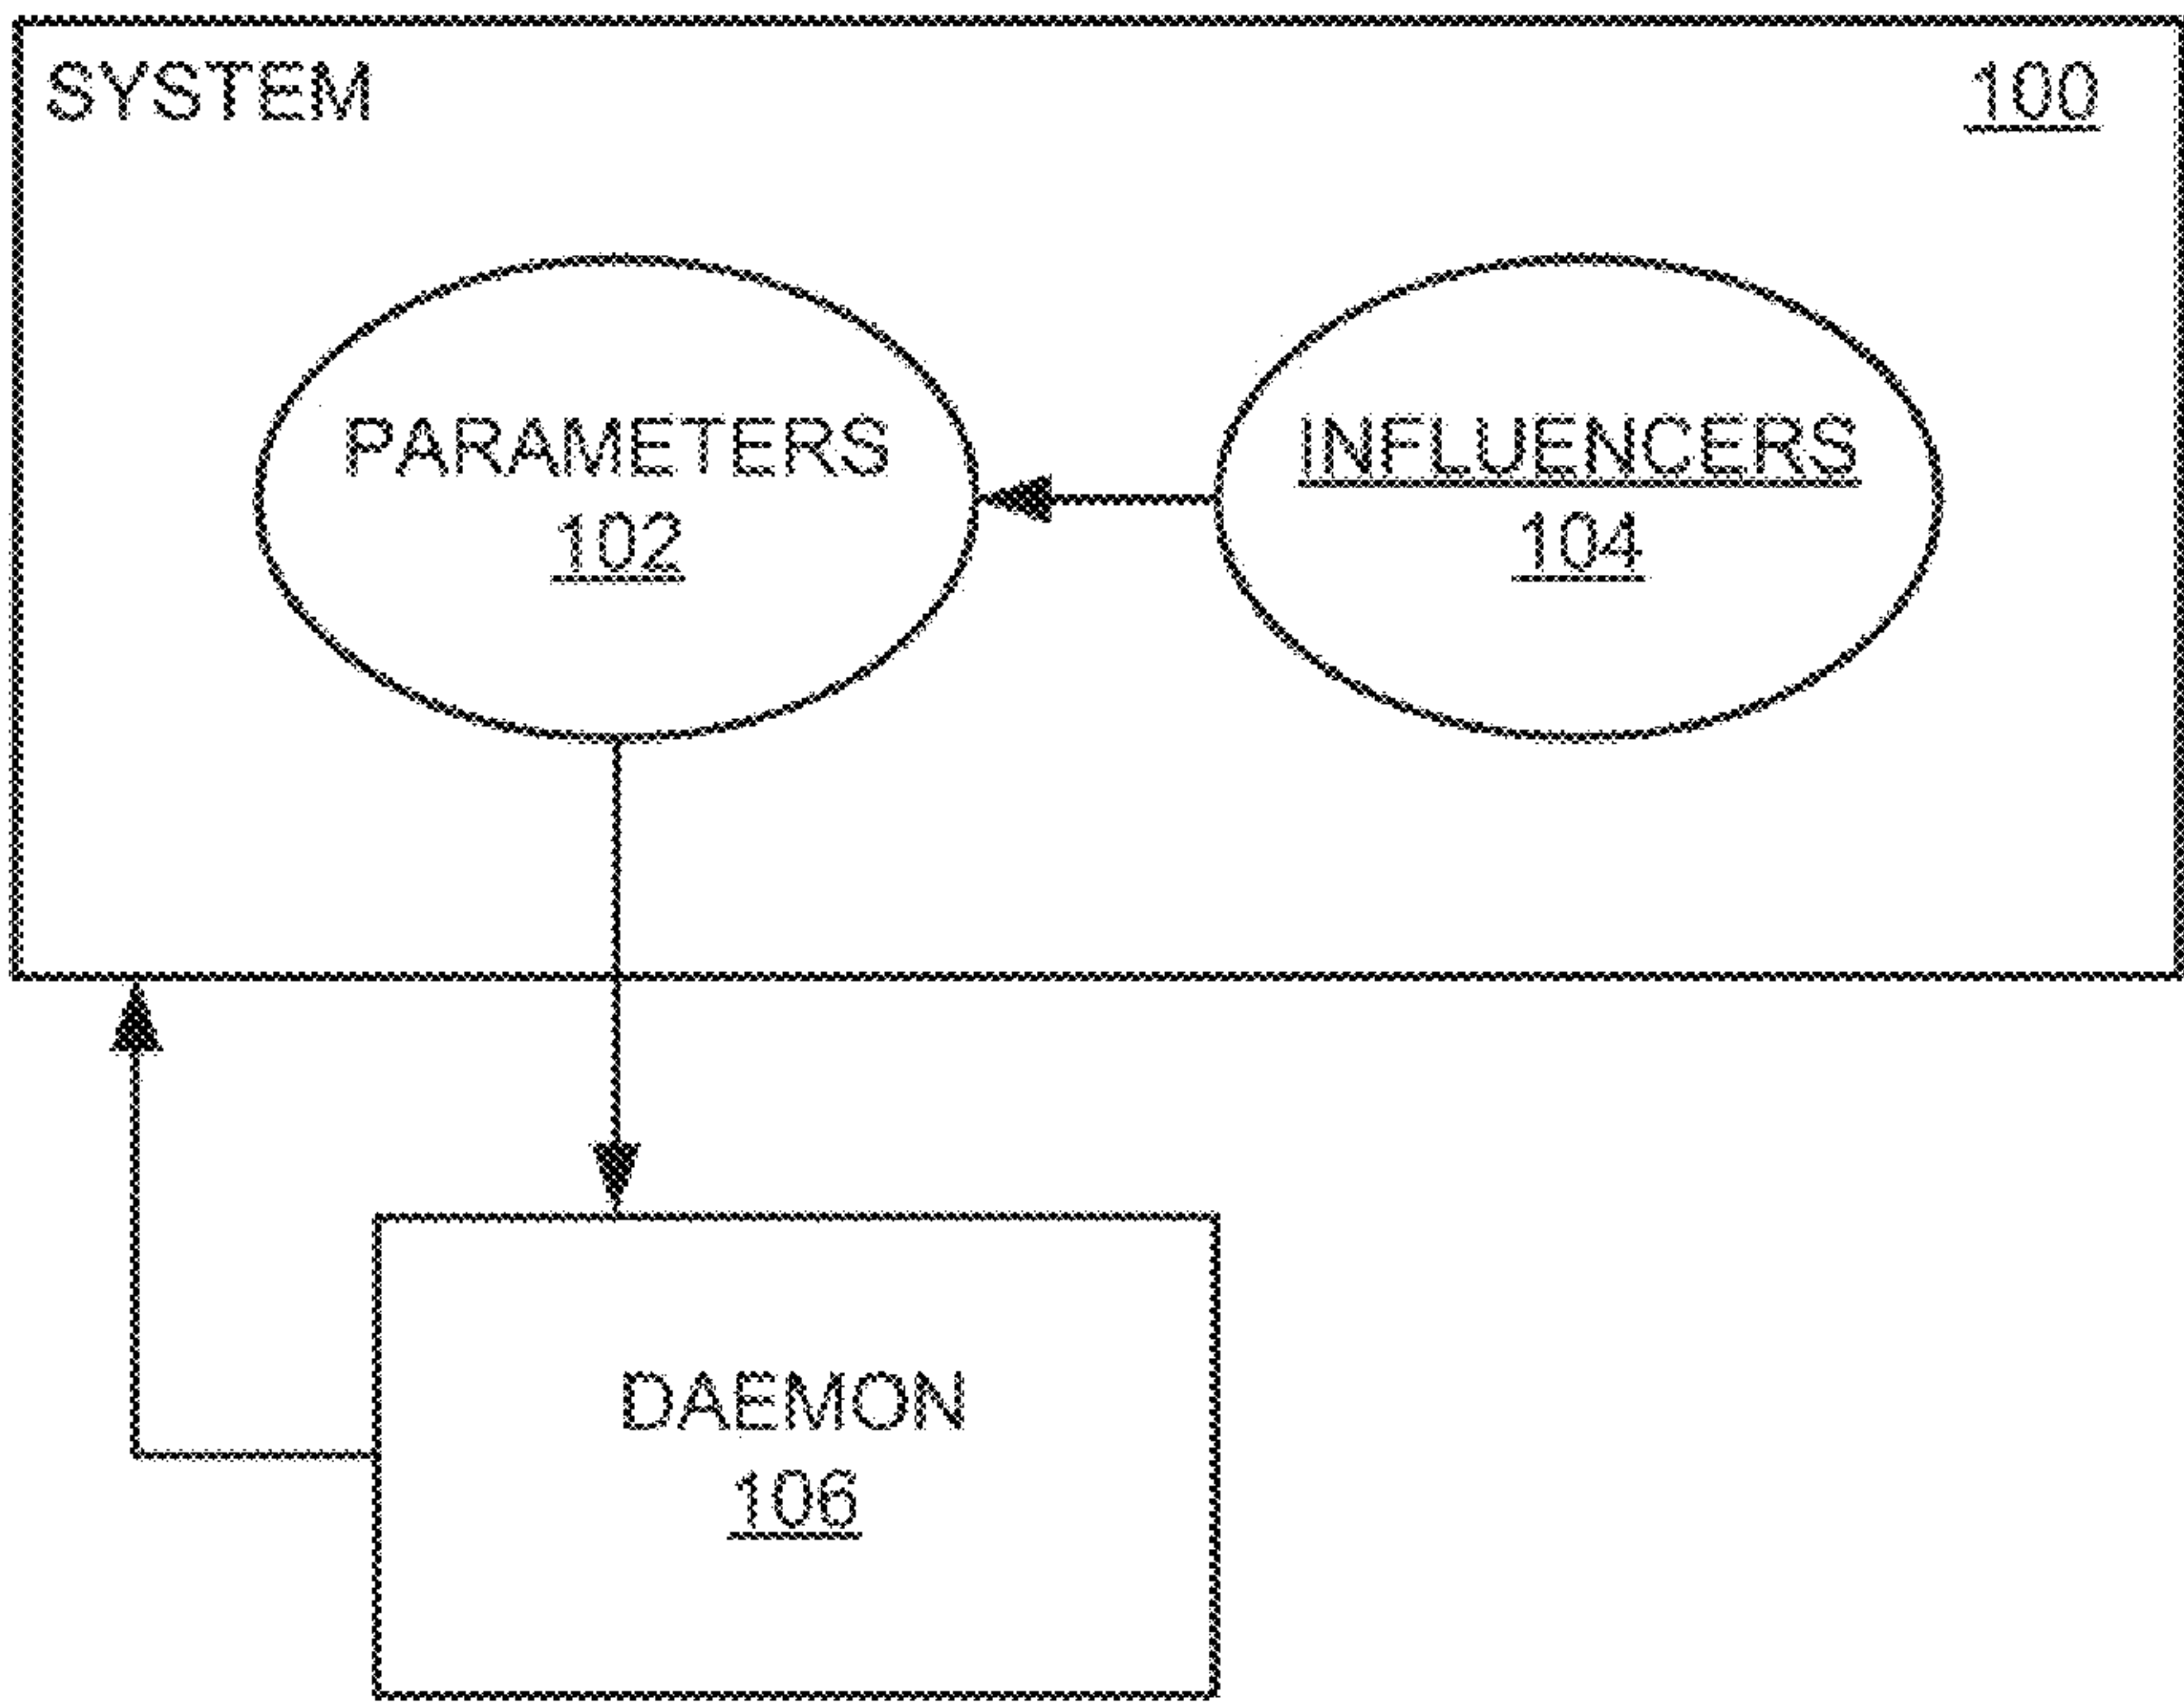 SYSTEM 100
PARAMETERS
102
INFLUENCERS
104
DAEMON
106